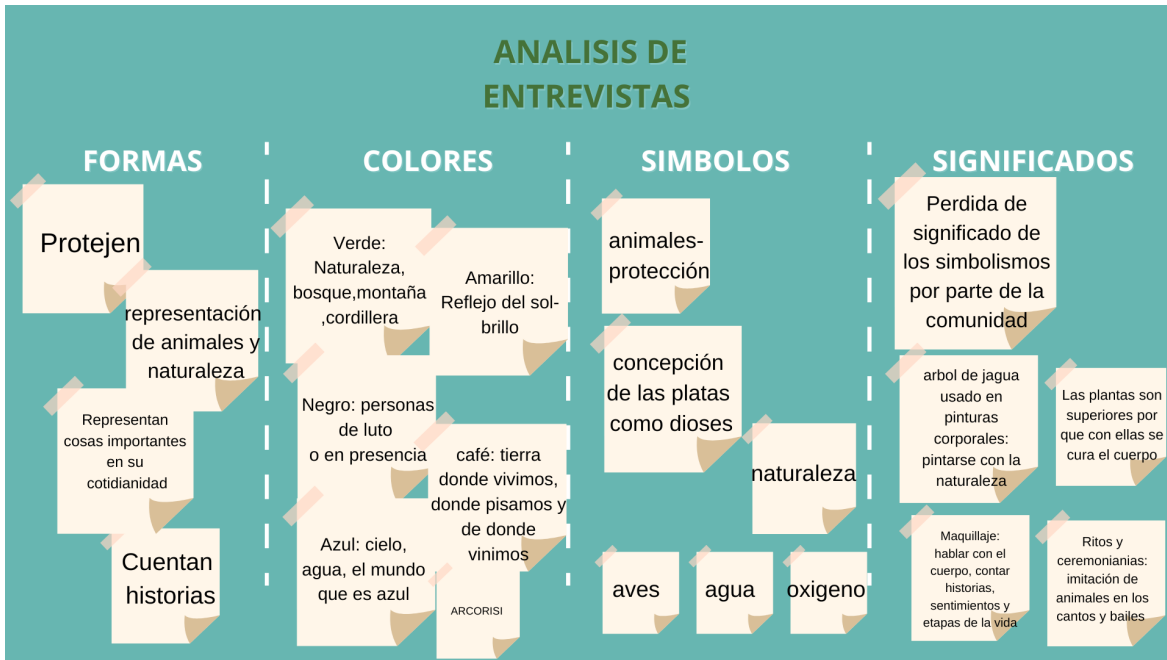 ANALISIS DE
ENTREVISTAS
FORMAS
Protejen
representación
de animales y
naturaleza
Representan
cosas importantes
en su
cotidianidad
Cuentan
historias
COLORES
Verde:
Naturaleza,
bosque,montaña
,cordillera
Amarillo:
Reflejo del sol-
brillo
Negro: personas
de luto
o en presencia
café: tierra
donde vivimos,
donde pisamos y
de donde
vinimos
Azul: cielo,
agua, el mundo
que es azul
ARCORISI
SIMBOLOS
animales-
protección
concepción
de las platas
como dioses
naturaleza
aves
agua
oxigeno
SIGNIFICADOS
Perdida de
significado de
los simbolismos
por parte de la
comunidad
arbol de jagua
usado en
pinturas
corporales:
pintarse con la
naturaleza
Las plantas son
superiores por
que con ellas se
cura el cuerpo
Maquillaje:
hablar con el
cuerpo, contar
historias,
sentimientos y
etapas de la vida
Ritos y
ceremonianias:
imitación de
animales en los
cantos y bailes